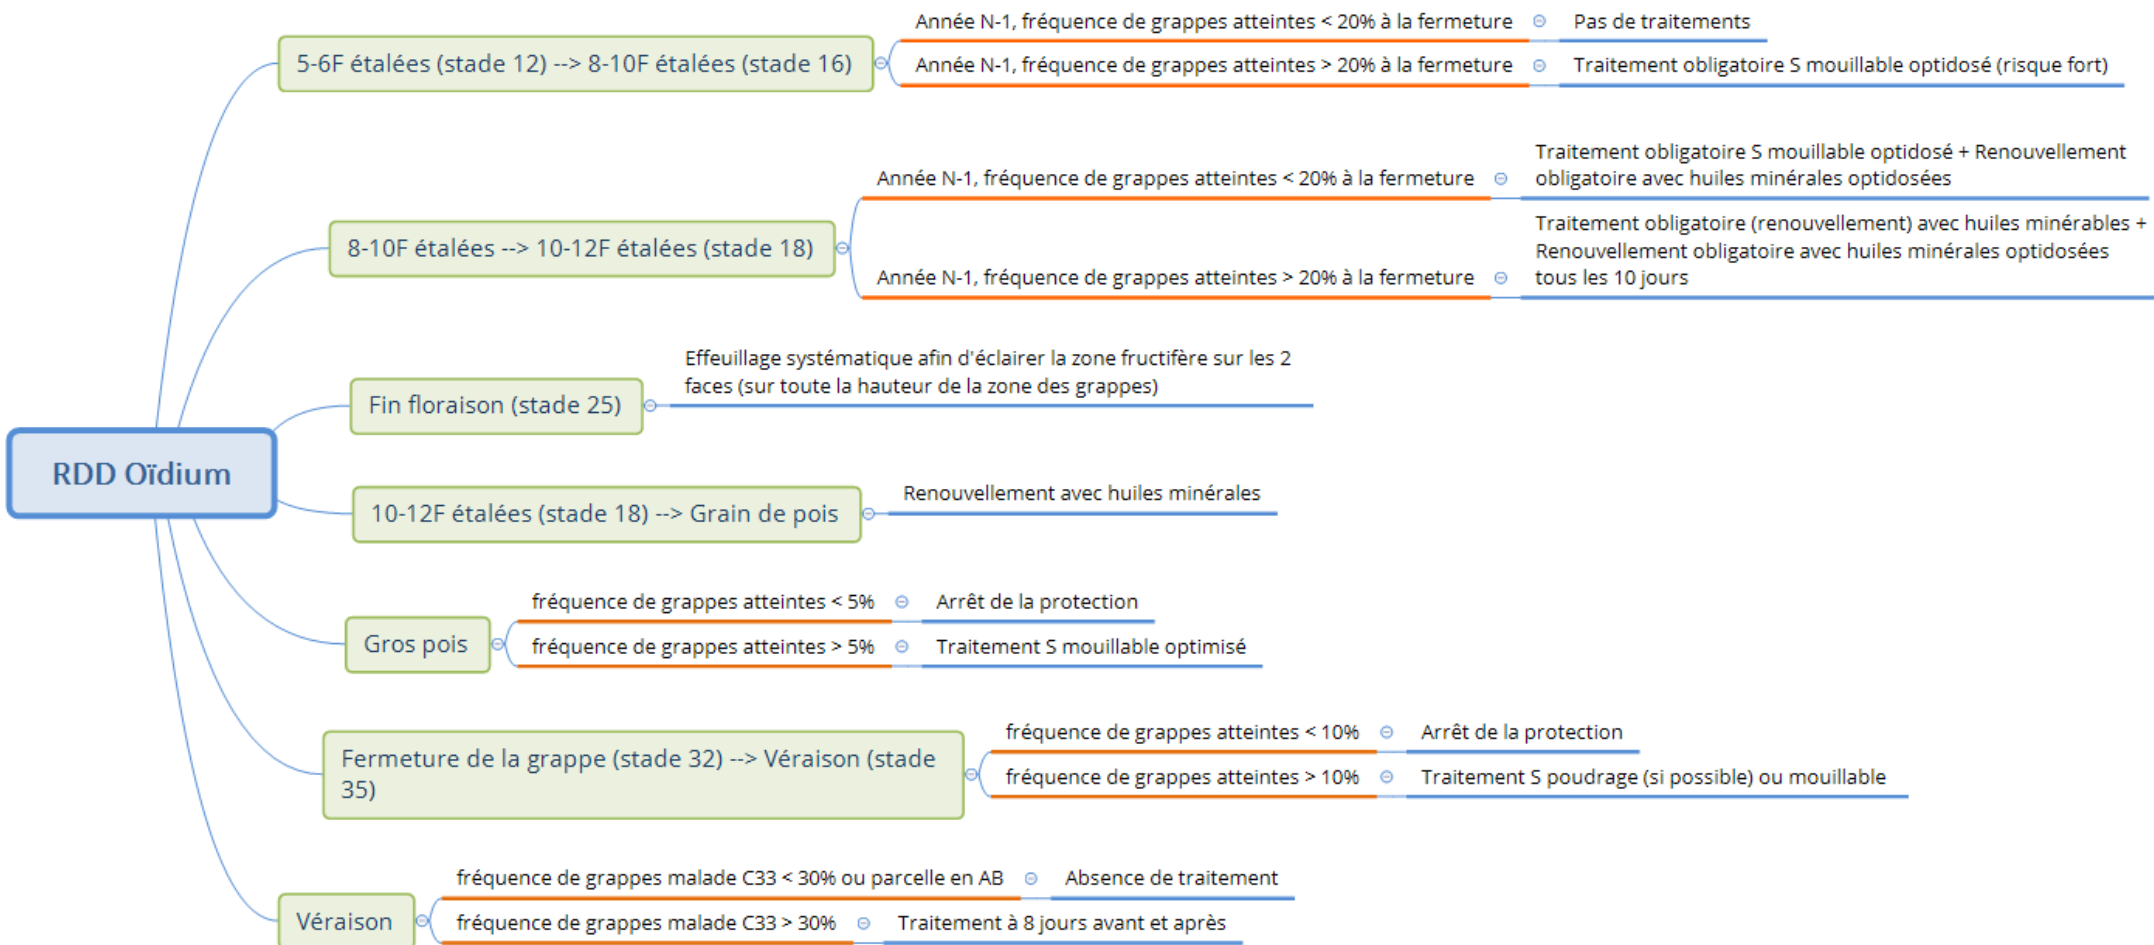 RDD Oïdium
5-6F étalées (stade 12) --> 8-10F étalées (stade 16)
Année N-1, fréquence de grappes atteintes < 20% à la fermeture
Pas de traitements
Année N-1, fréquence de grappes atteintes > 20% à la fermeture
Traitement obligatoire S mouillable optidosé (risque fort)
8-10F étalées --> 10-12F étalées (stade 18)
Année N-1, fréquence de grappes atteintes < 20% à la fermeture
Traitement obligatoire S mouillable optidosé + Renouvellement
obligatoire avec huiles minérales optidosées
Année N-1, fréquence de grappes atteintes > 20% à la fermeture
Traitement obligatoire (renouvellement) avec huiles minérables +
Renouvellement obligatoire avec huiles minérales optidosées
tous les 10 jours
Fin floraison (stade 25)
Effeuillage systématique afin d'éclairer la zone fructifère sur les 2
faces (sur toute la hauteur de la zone des grappes)
10-12F étalées (stade 18) --> Grain de pois
Renouvellement avec huiles minérales
Gros pois
fréquence de grappes atteintes < 5%
Arrêt de la protection
fréquence de grappes atteintes > 5%
Traitement S mouillable optimisé
Fermeture de la grappe (stade 32) --> Véraison (stade
35)
fréquence de grappes atteintes < 10%
Arrêt de la protection
fréquence de grappes atteintes > 10%
Traitement S poudrage (si possible) ou mouillable
Véraison
fréquence de grappes malade C33 < 30% ou parcelle en AB
Absence de traitement
fréquence de grappes malade C33 > 30%
Traitement à 8 jours avant et après